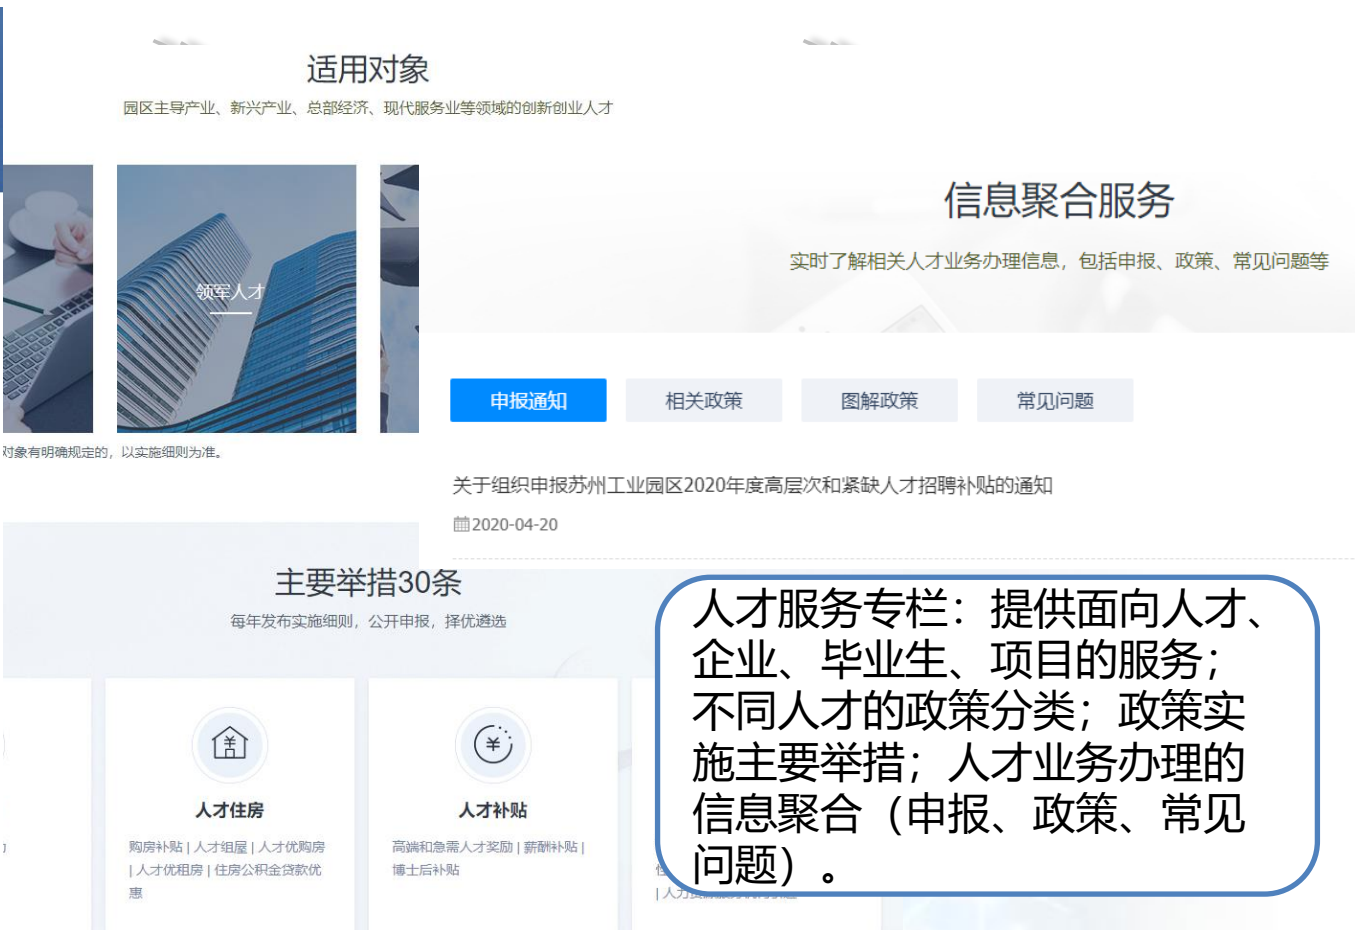 适用对象
园区主导产业、新兴产业、总部经济、现代服务业等领域的创新创业人才
领军人才
对象有明确规定的，以实施细则为准。
信息聚合服务
实时了解相关人才业务办理信息，包括申报、政策、常见问题等
申报通知
相关政策
图解政策
常见问题
关于组织申报苏州工业园区2020年度高层次和紧缺人才招聘补贴的通知
2020-04-20
主要举措30条
每年发布实施细则，公开申报，择优遴选
人才住房
购房补贴 | 人才组屋 | 人才优购房
| 人才优租房 | 住房公积金贷款优
惠
人才补贴
高端和急需人才奖励 | 薪酬补贴 |
博士后补贴
人才服务专栏：提供面向人才、
企业、毕业生、项目的服务；
不同人才的政策分类；政策实
施主要举措；人才业务办理的
信息聚合（申报、政策、常见
问题）。